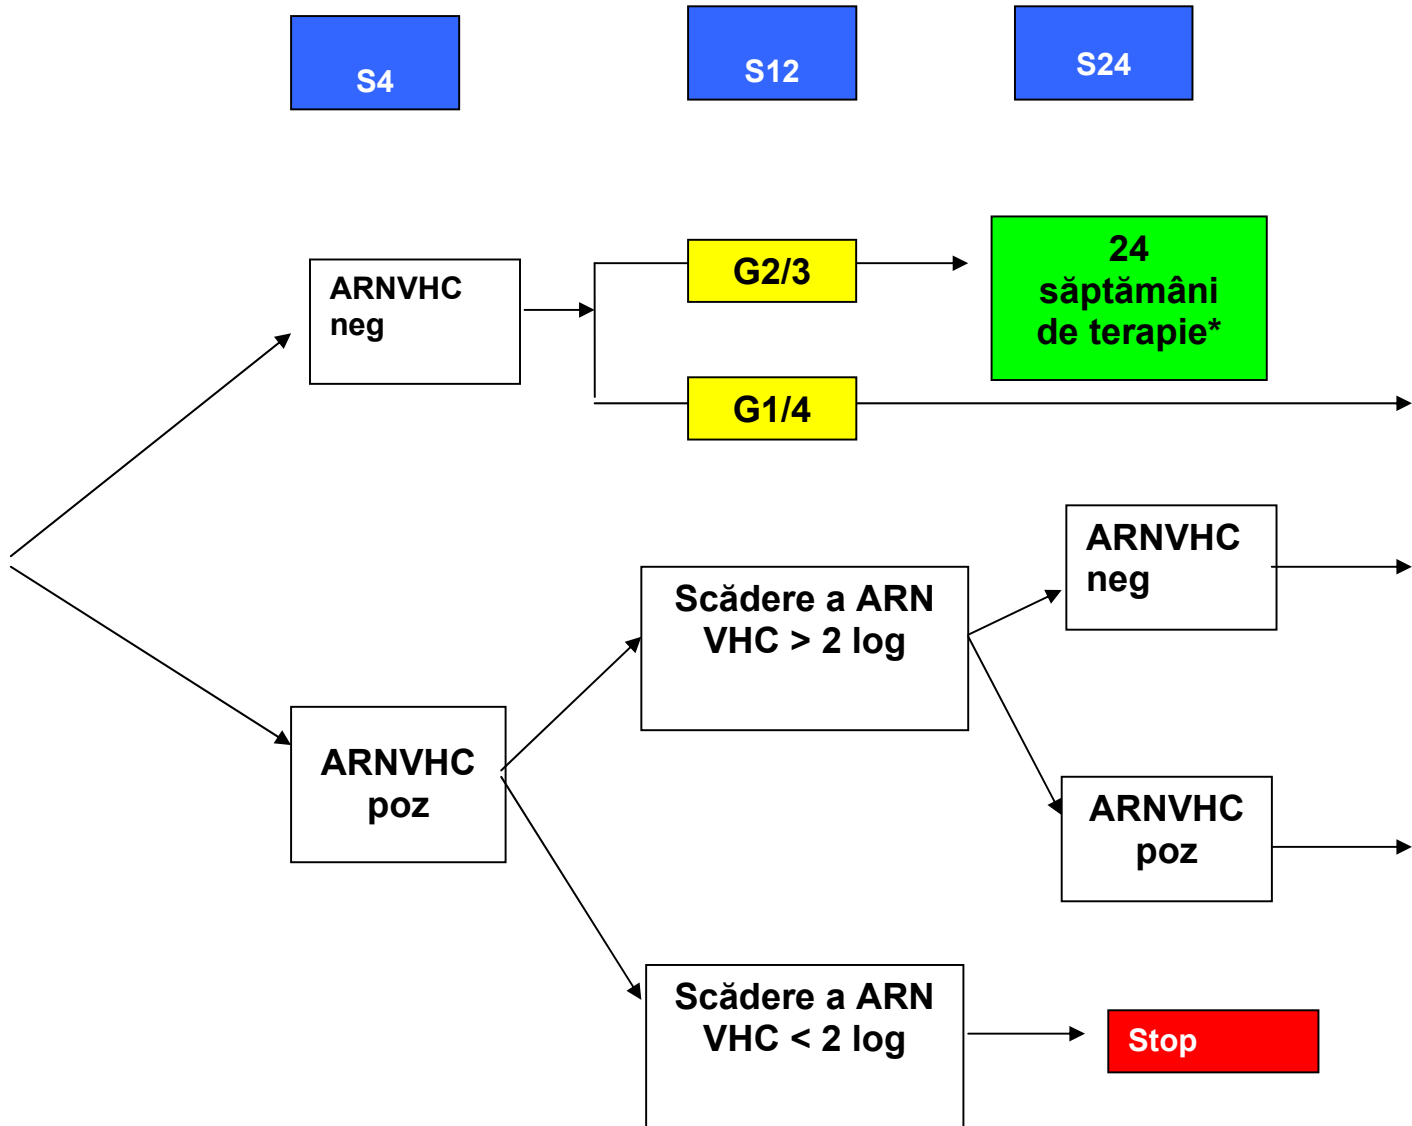 S4
S12
S24
ARNVHC
neg
G2/3
24
săptămâni
de terapie*
G1/4
ARNVHC
neg
Scădere a ARN
VHC > 2 log
ARNVHC
poz
ARNVHC
poz
Scădere a ARN
VHC < 2 log
Stop